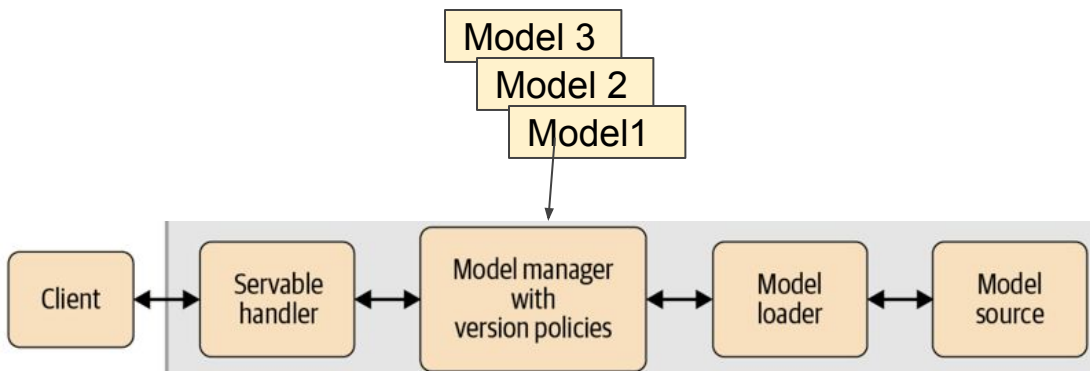 Model 3
Model 2
Model1
Client
Servable
handler
Model manager
with
version policies
Model
loader
Model
source